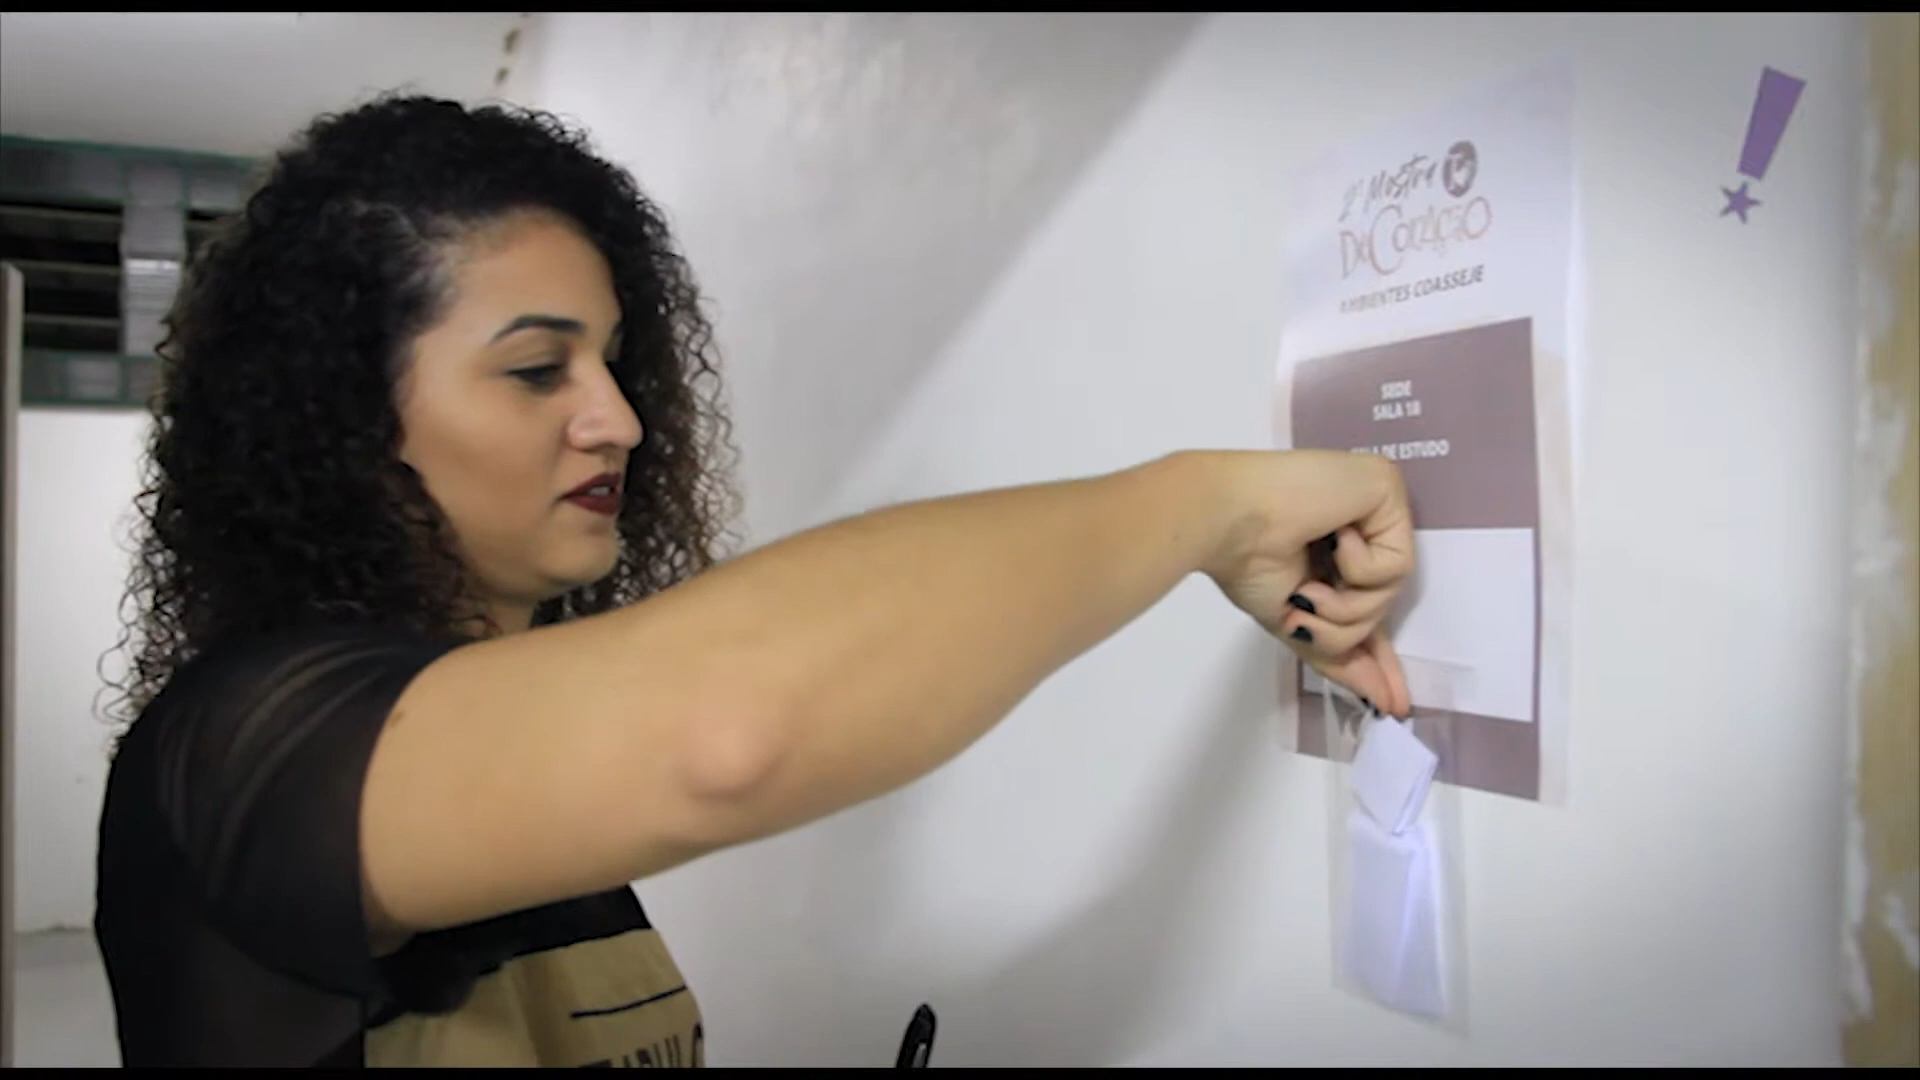 2ª Mostra
DeCoração
AMBIENTES COASSEJE
SEDE
SALA 18
DE ESTUDO